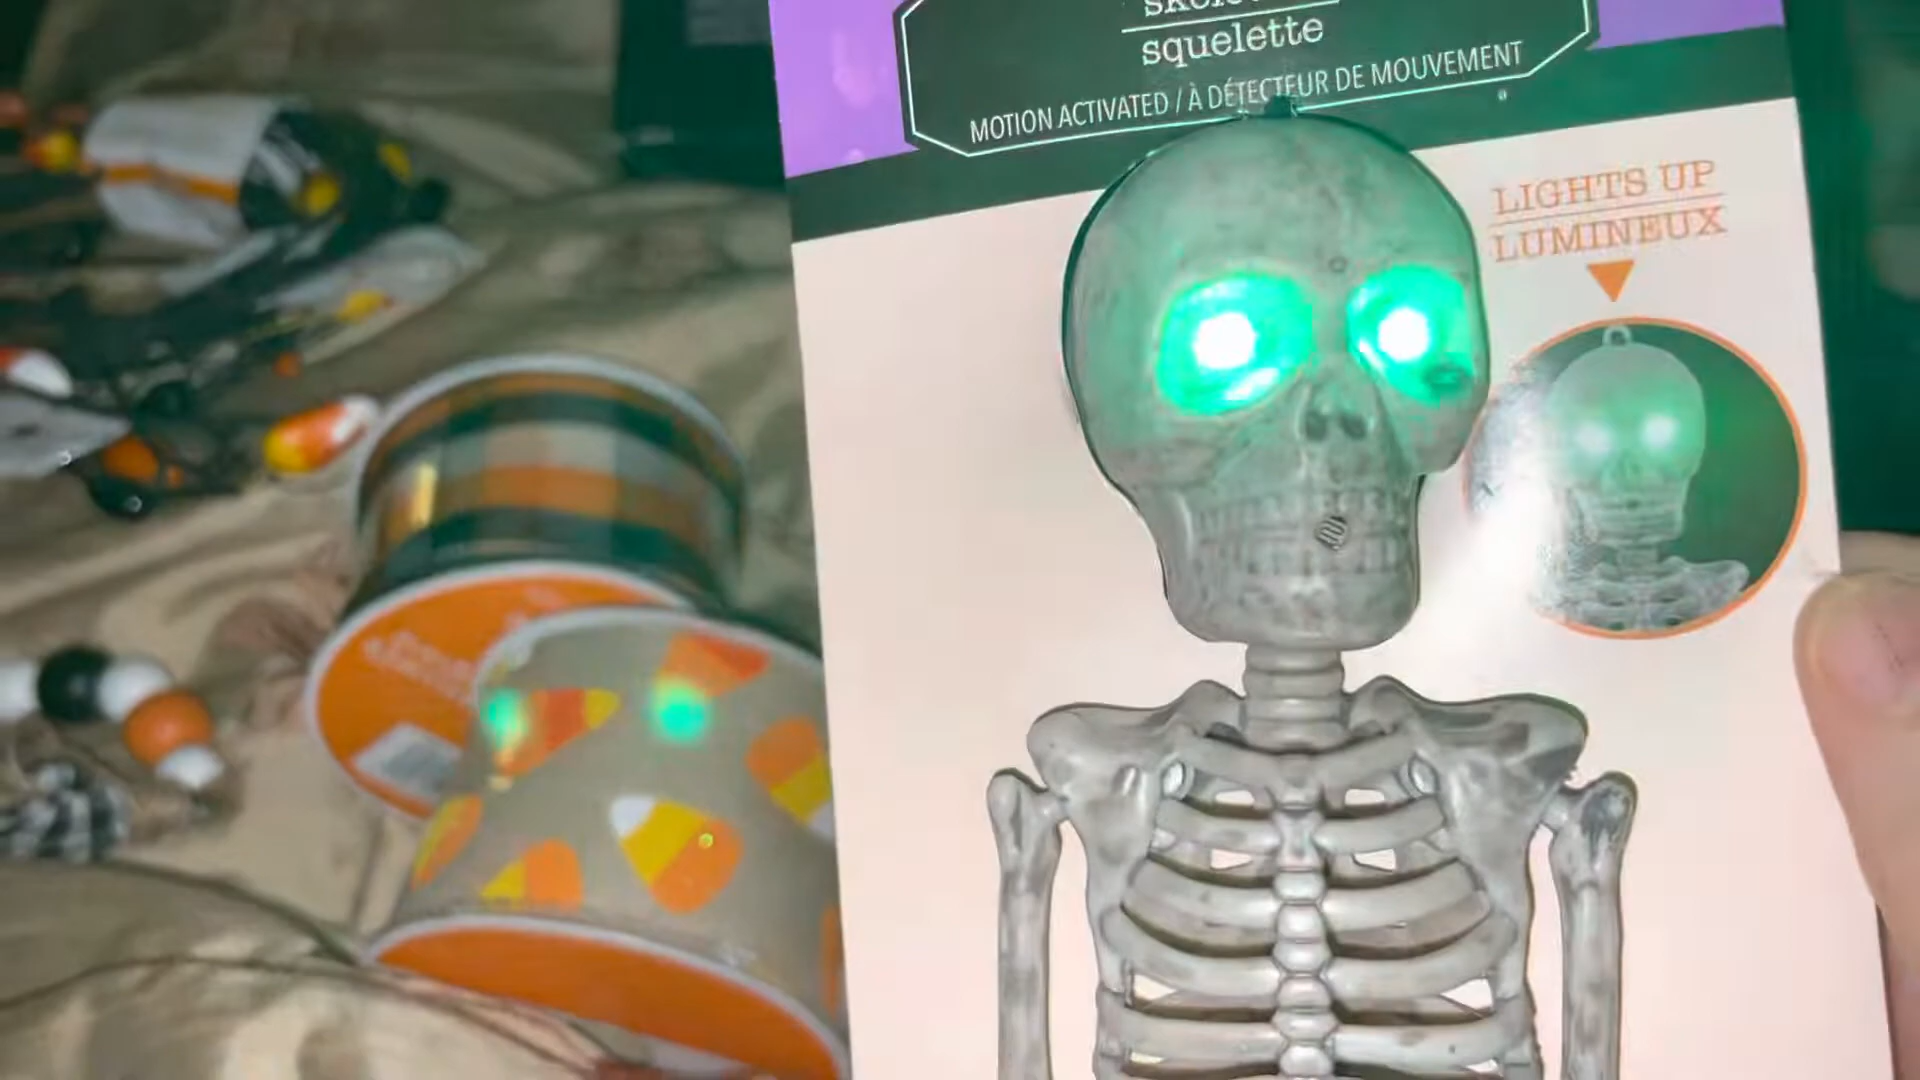 squelette
MOTION ACTIVATED / À DÉTECTEUR DE MOUVEMENT
LIGHTS UP
LUMINEUX